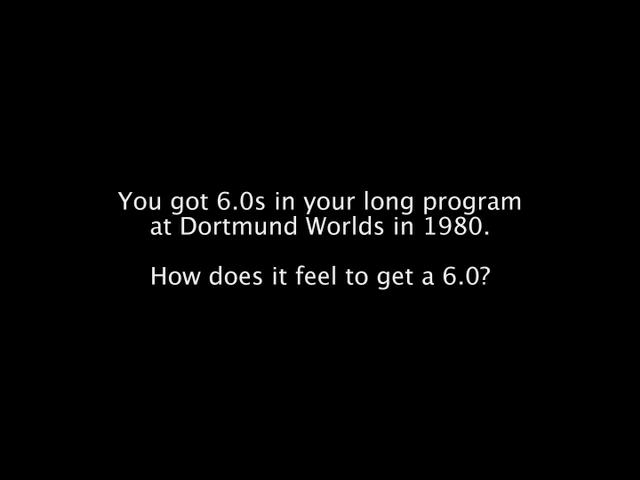 You got 6.0s in your long program
at Dortmund Worlds in 1980.
How does it feel to get a 6.0?